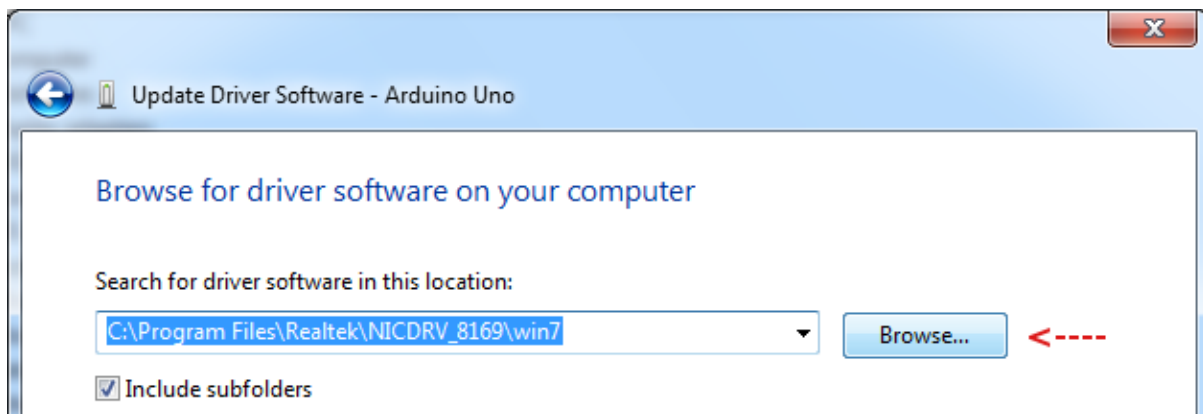 Update Driver Software - Arduino Uno
Browse for driver software on your computer
Search for driver software in this location:
C:\Program Files\Realtek\NICDRV_8169\win7
Browse...
<----
Include subfolders